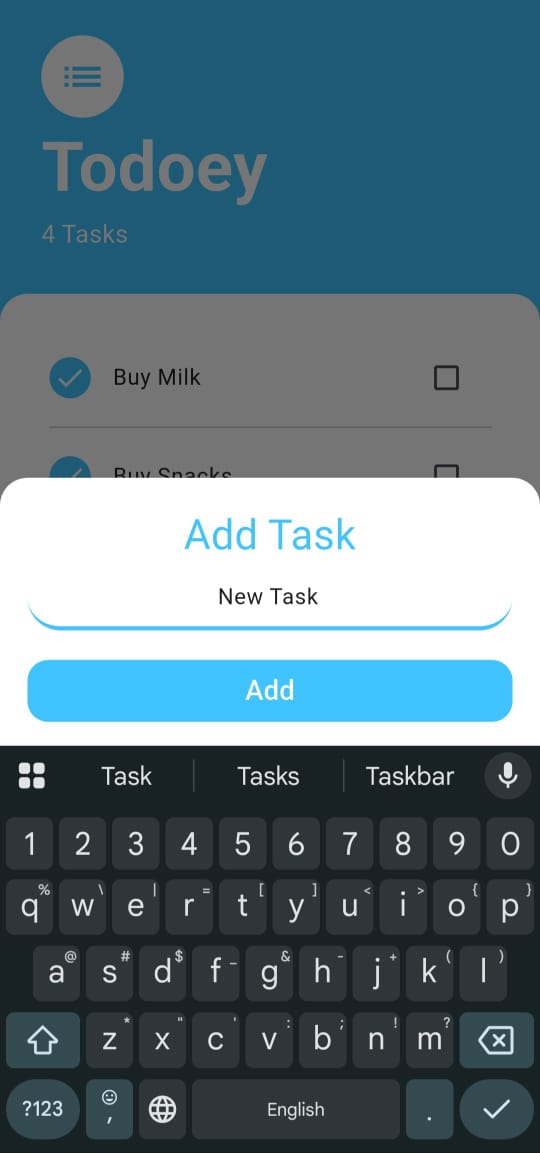 Todoey
4 Tasks
Buy Milk
Buy Snacks
Add Task
New Task
Add
Task Tasks Taskbar
1 2 3 4 5 6 7 8 9 0
% \ | = [ ] < > { }
q w e r t y u i o p
@ # $ _ & - + ( )
a s d f g h j k l
* " ' : ; ! ?
z x c v b n m
?123 , English .